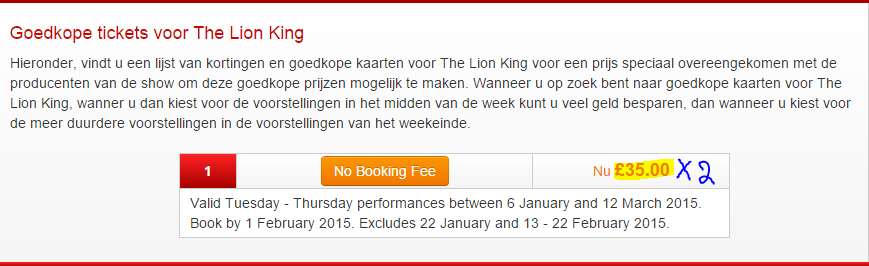 Goedkope tickets voor The Lion King
Hieronder, vindt u een lijst van kortingen en goedkope kaarten voor The Lion King voor een prijs speciaal overeengekomen met de
producenten van de show om deze goedkope prijzen mogelijk te maken. Wanneer u op zoek bent naar goedkope kaarten voor The
Lion King, wanner u dan kiest voor de voorstellingen in het midden van de week kunt u veel geld besparen, dan wanneer u kiest voor
de meer duurdere voorstellingen in de voorstellingen van het weekeinde.
1 No Booking Fee Nu £35.00 X 2
Valid Tuesday - Thursday performances between 6 January and 12 March 2015.
Book by 1 February 2015. Excludes 22 January and 13 - 22 February 2015.